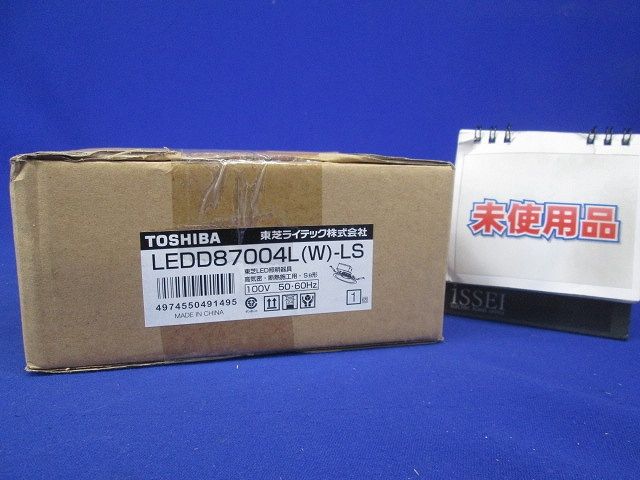 TOSHIBA 東芝ライテック株式会社
LEDD87004L(W)-LS
東芝LED照明器具
高気密・断熱施工用・SB形
100V 50-60Hz
1
4974550491495
MADE IN CHINA
未使用品
ISSEI